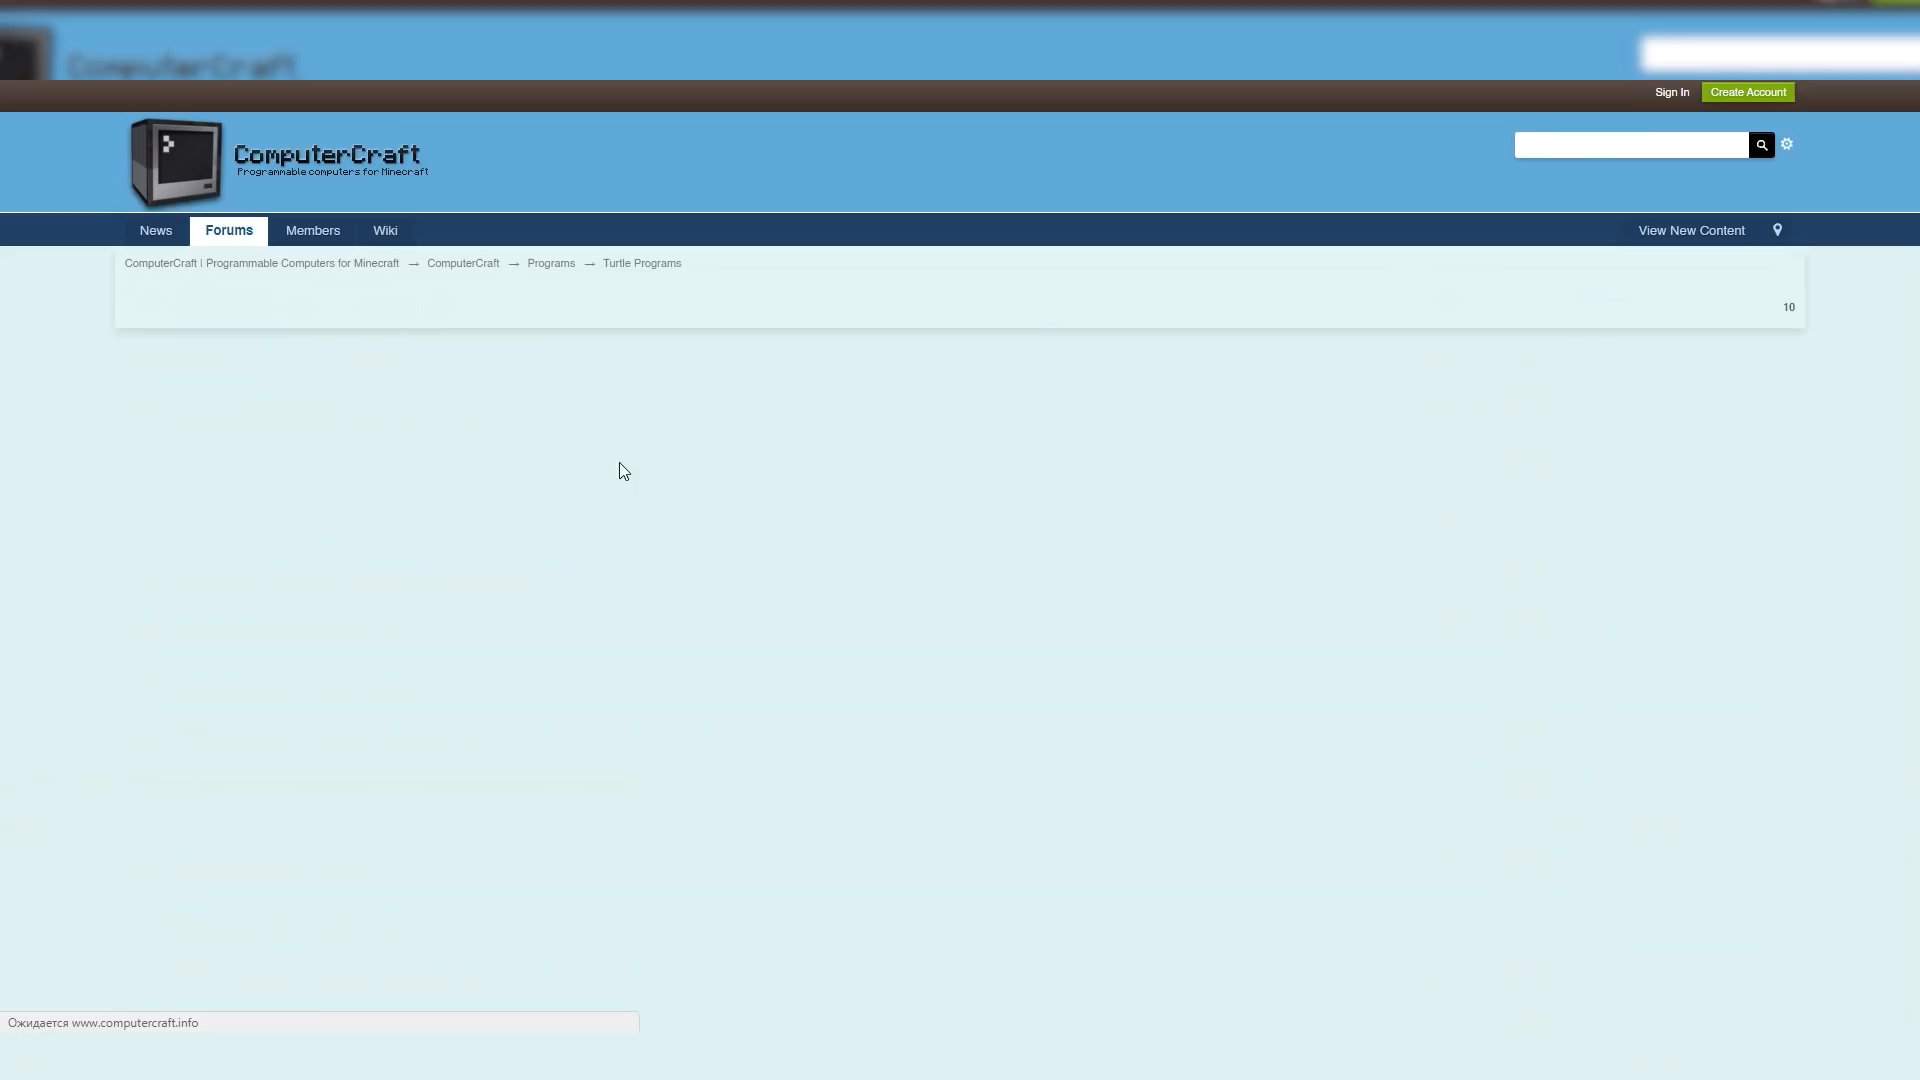 ComputerCraft
Sign In Create Account
ComputerCraft
Programmable computers for Minecraft
News Forums Members Wiki View New Content
ComputerCraft | Programmable Computers for Minecraft → ComputerCraft → Programs → Turtle Programs
10
Ожидается www.computercraft.info